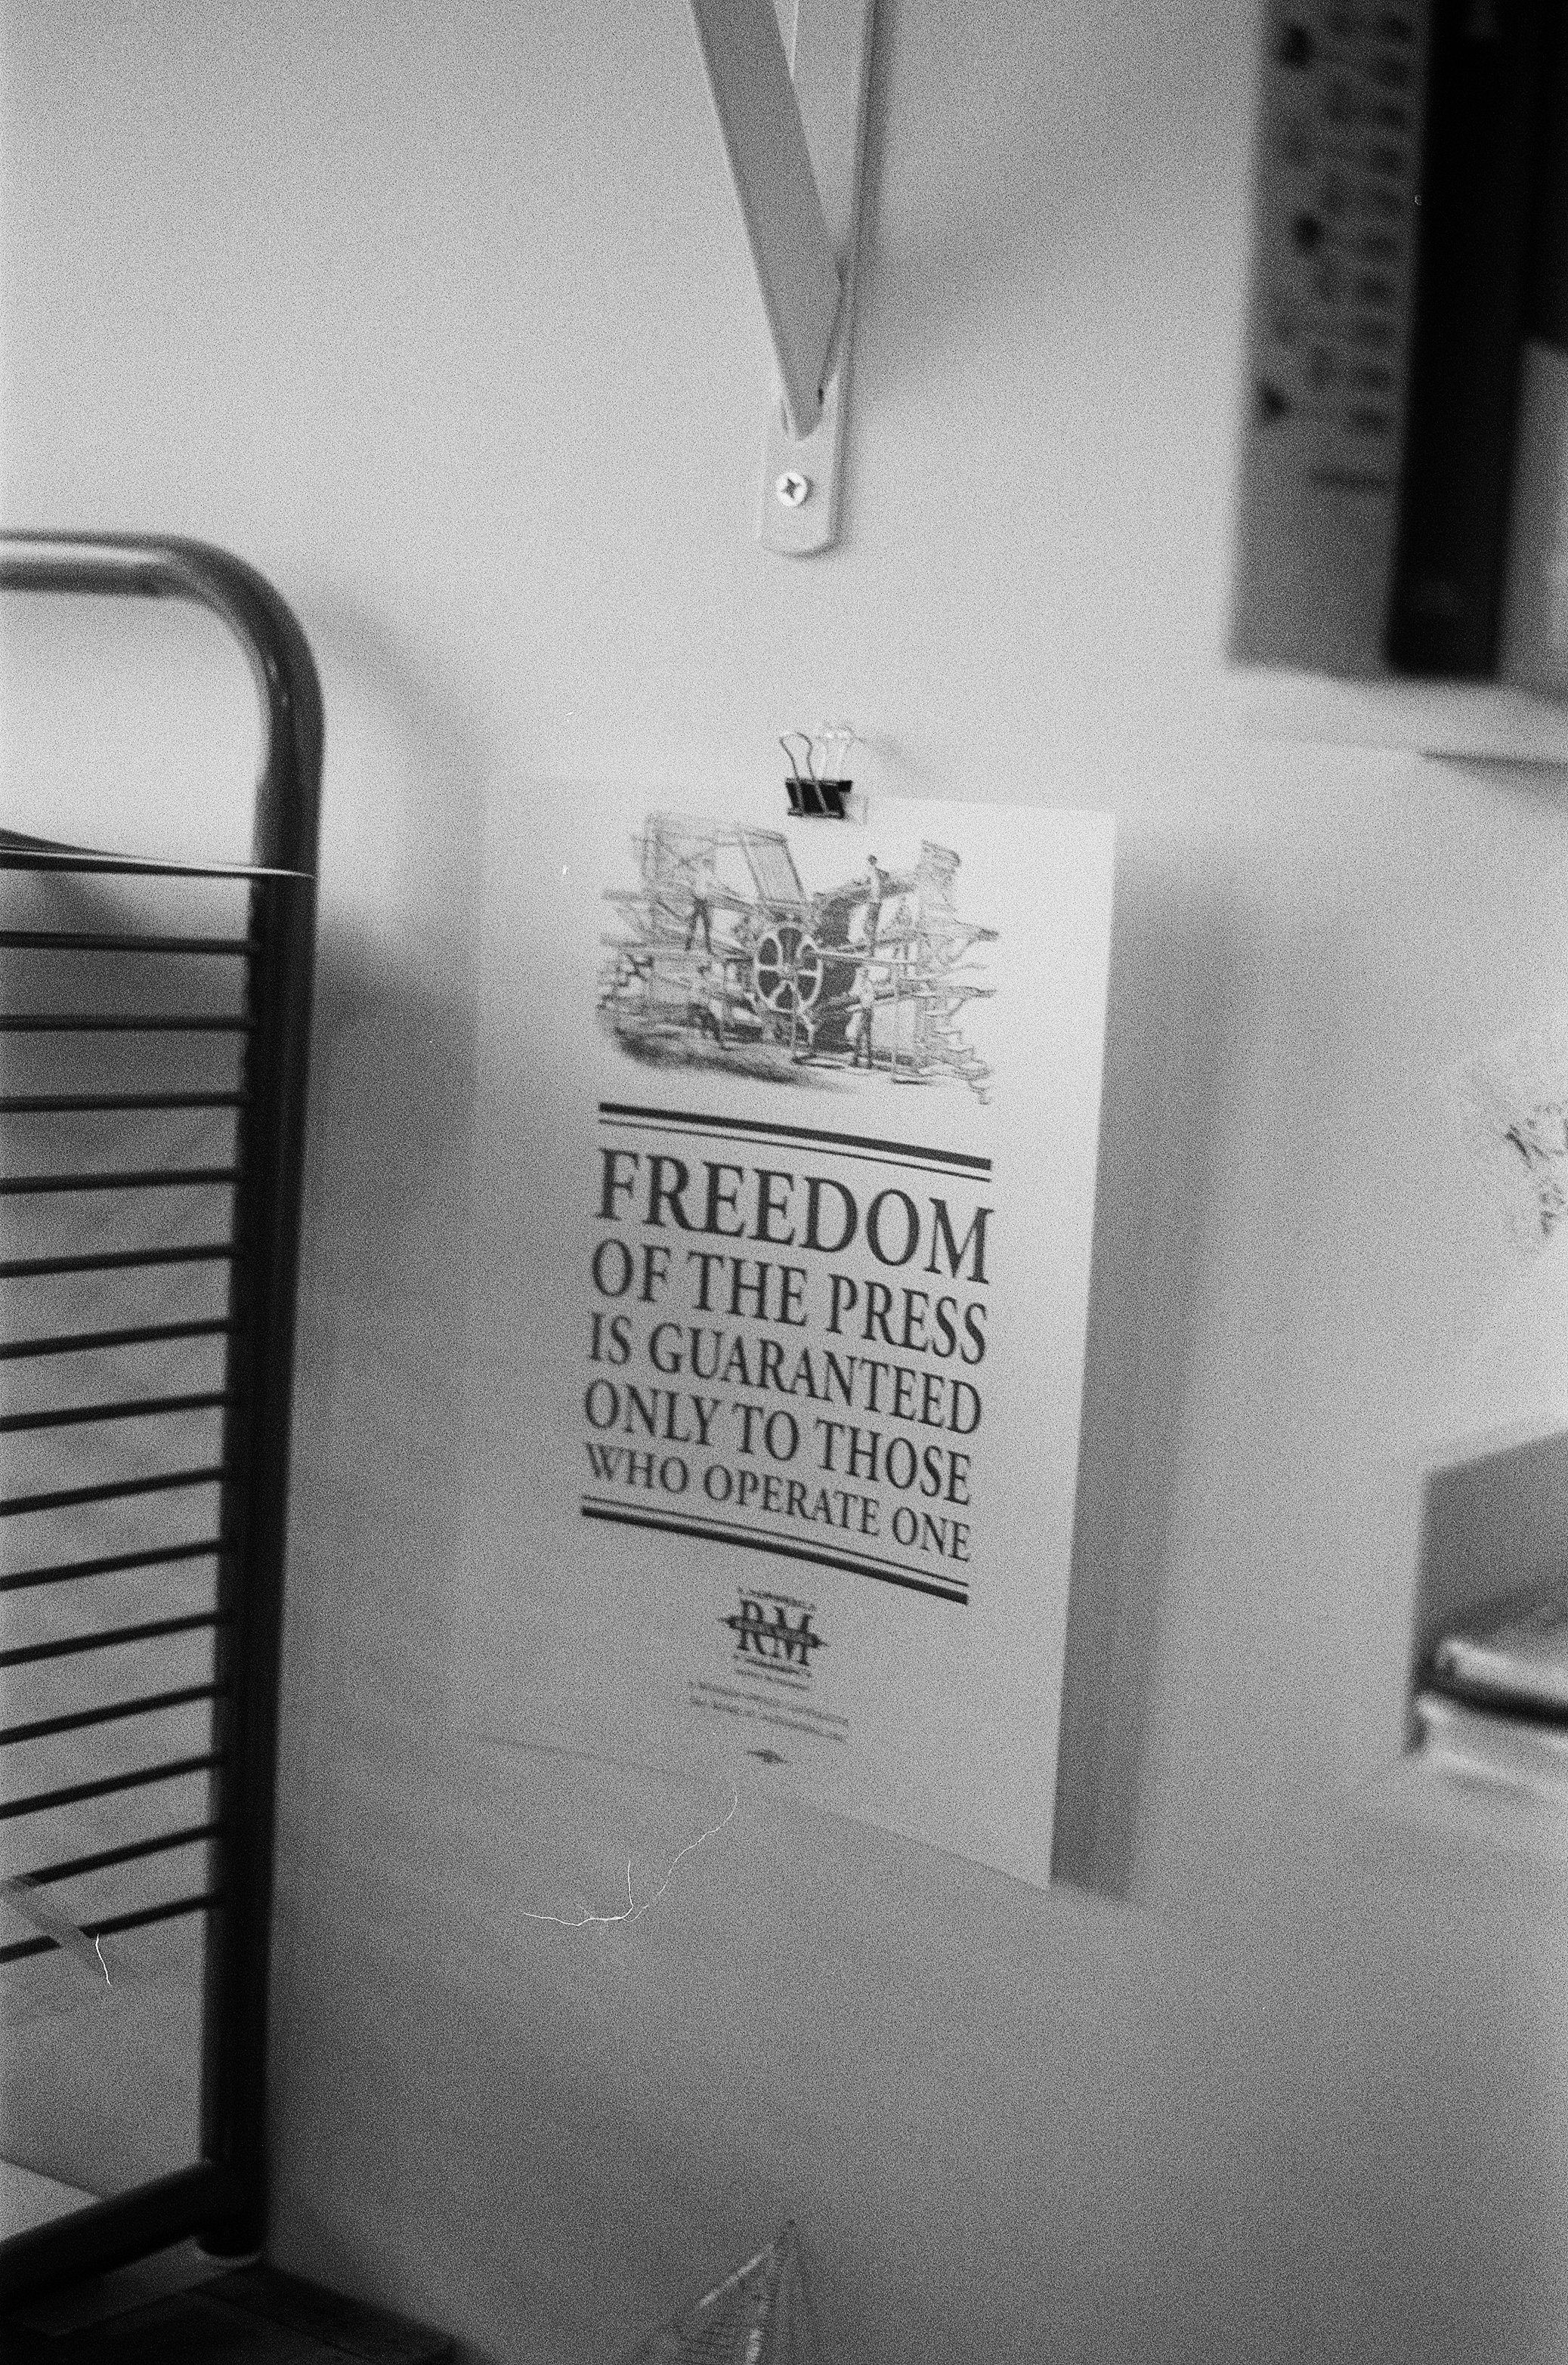 FREEDOM
OF THE PRESS
IS GUARANTEED
ONLY TO THOSE
WHO OPERATE ONE
RM